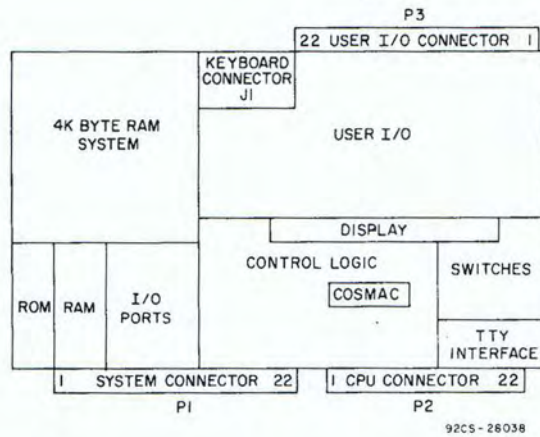 P3
22 USER I/O CONNECTOR 1
KEYBOARD
CONNECTOR
J1
4K BYTE RAM
SYSTEM
USER I/O
DISPLAY
CONTROL LOGIC
SWITCHES
COSMAC
ROM
RAM
I/O
PORTS
TTY
INTERFACE
1 SYSTEM CONNECTOR 22
1 CPU CONNECTOR 22
P1
P2
92CS-28038